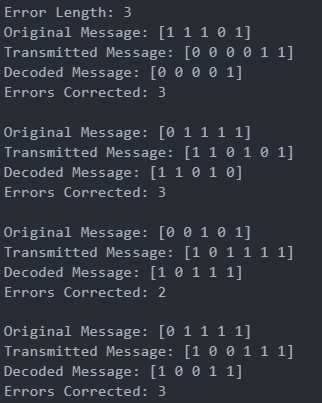 Error Length: 3
Original Message: [1 1 1 0 1]
Transmitted Message: [0 0 0 0 1 1]
Decoded Message: [0 0 0 0 1]
Errors Corrected: 3
Original Message: [0 1 1 1 1]
Transmitted Message: [1 1 0 1 0 1]
Decoded Message: [1 1 0 1 0]
Errors Corrected: 3
Original Message: [0 0 1 0 1]
Transmitted Message: [1 0 1 1 1 1]
Decoded Message: [1 0 1 1 1]
Errors Corrected: 2
Original Message: [0 1 1 1 1]
Transmitted Message: [1 0 0 1 1 1]
Decoded Message: [1 0 0 1 1]
Errors Corrected: 3